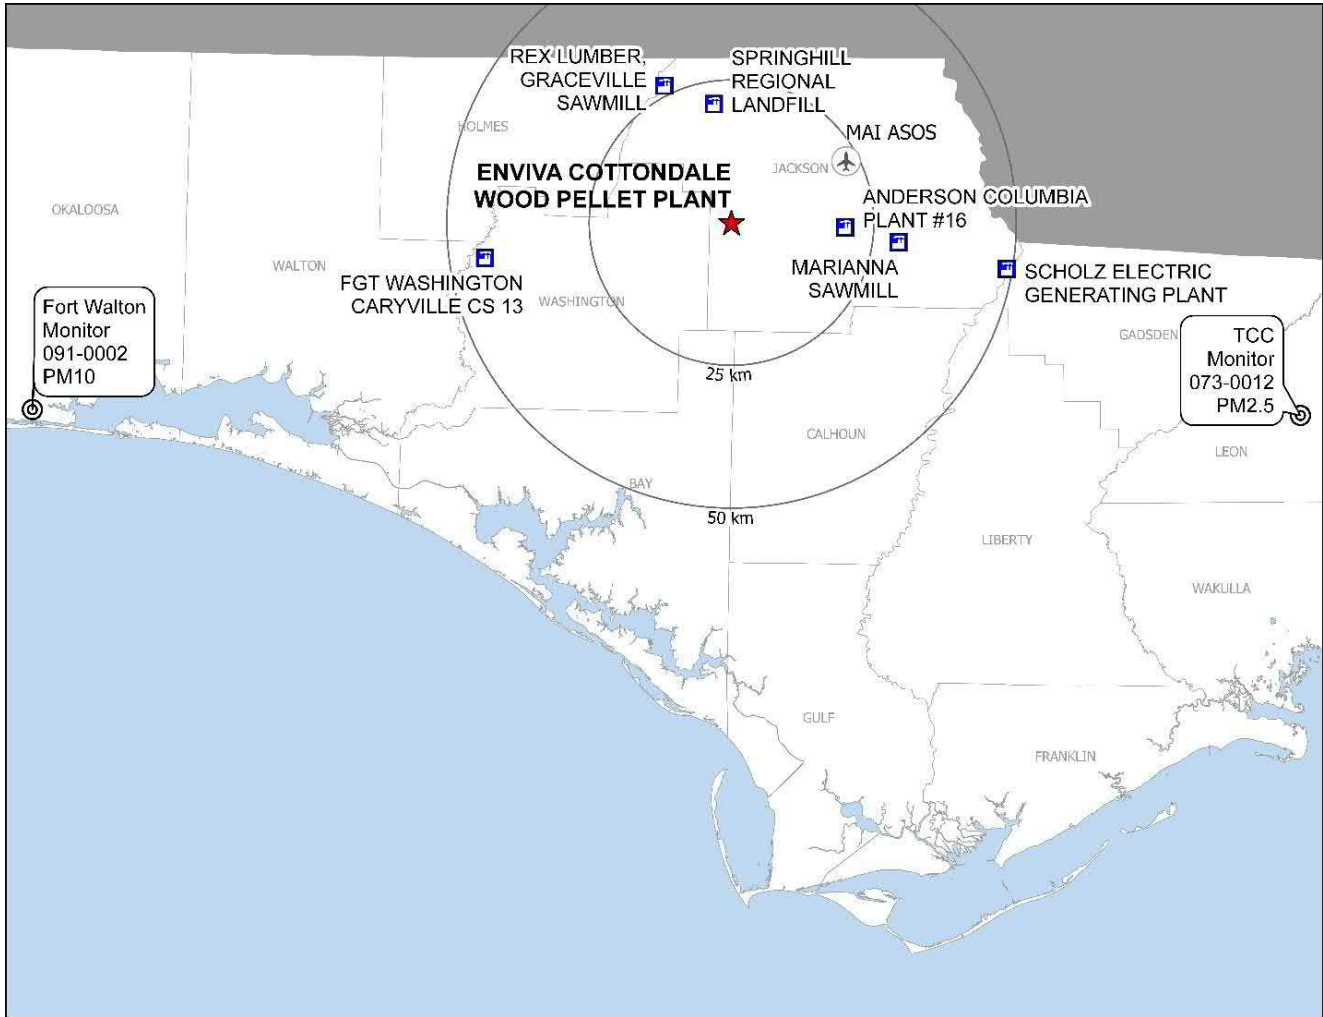 REX LUMBER,
GRACEVILLE
SAWMILL
SPRINGHILL
REGIONAL
LANDFILL
HOLMES
MAI ASOS
JACKSON
ENVIVA COTTONDALE
WOOD PELLET PLANT
ANDERSON COLUMBIA
PLANT #16
OKALOOSA
WALTON
FGT WASHINGTON
CARYVILLE CS 13
WASHINGTON
MARIANNA
SAWMILL
SCHOLZ ELECTRIC
GENERATING PLANT
Fort Walton
Monitor
091-0002
PM10
GADSDEN
TCC
Monitor
073-0012
PM2.5
25 km
CALHOUN
LEON
BAY
50 km
LIBERTY
WAKULLA
GULF
FRANKLIN